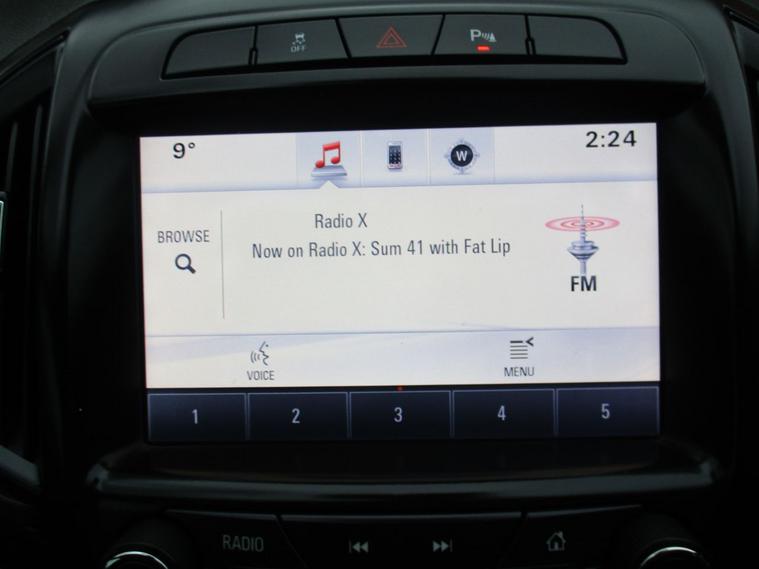 OFF
P
9°
W
2:24
Radio X
BROWSE
Now on Radio X: Sum 41 with Fat Lip
FM
VOICE
MENU
1 2 3 4 5
RADIO